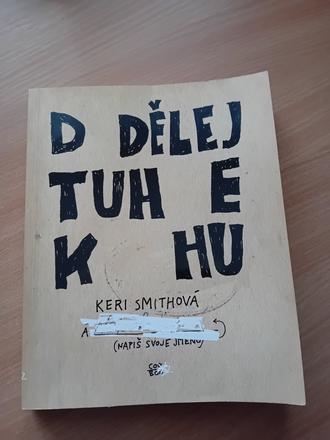 D DĚLEJ
TUH E
K HU
KERI SMITHOVÁ
A
(NAPIŠ SVOJE JMÉNO)